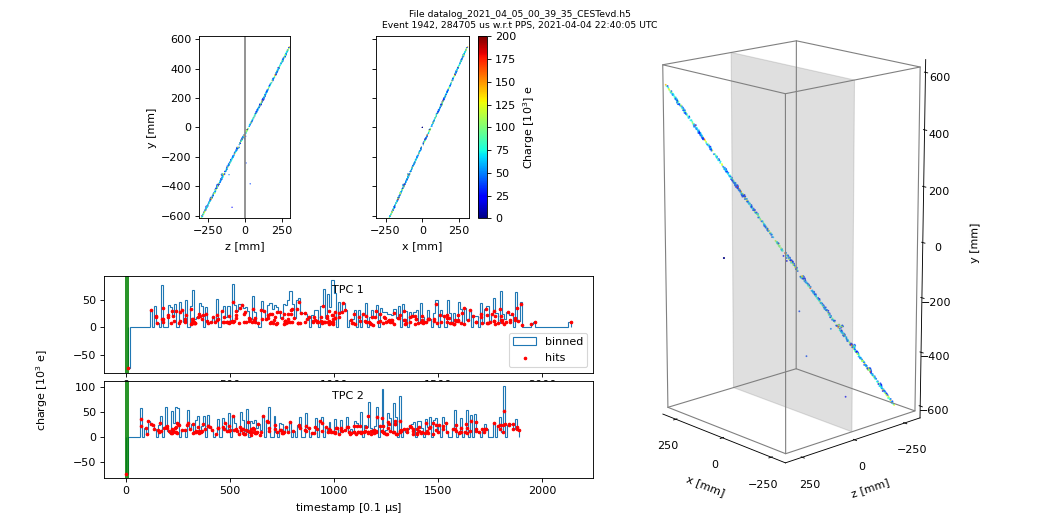 File datalog_2021_04_05_00_39_35_CESTevd.h5
Event 1942, 284705 us w.r.t PPS, 2021-04-04 22:40:05 UTC
600
400
200
0
−200
−400
−600
y [mm]
−250 0 250
z [mm]
−250 0 250
x [mm]
200
175
150
125
100
75
50
25
0
Charge [10³] e
600
400
200
0
−200
−400
−600
y [mm]
250
0
−250
x [mm]
250
0
−250
z [mm]
TPC 1
50
0
−50
binned
hits
0 500 1000 1500 2000
charge [10³ e]
TPC 2
100
50
0
−50
0 500 1000 1500 2000
timestamp [0.1 μs]